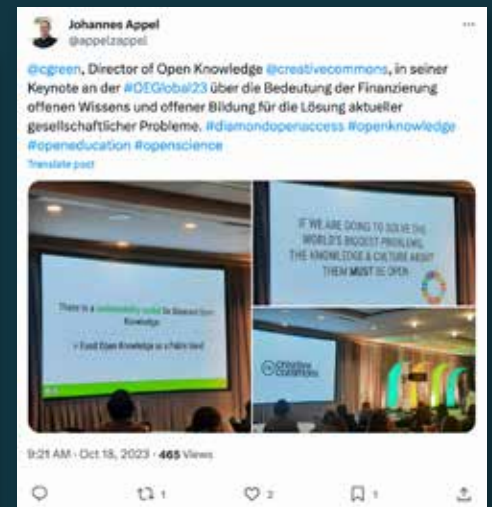 Johannes Appel
@appelzappel
@cgreen, Director of Open Knowledge @creativecommons, in seiner
Keynote an der #OEGlobal23 über die Bedeutung der Finanzierung
offenen Wissens und offener Bildung für die Lösung aktueller
gesellschaftlicher Probleme. #diamondopenaccess #openknowledge
#openeducation #openscience
Translate post
There is a sustainability model for Diamond Open
Knowledge:
Fund Open Knowledge as a Public Good
IF WE ARE GOING TO SOLVE THE
WORLD'S BIGGEST PROBLEMS,
THE KNOWLEDGE & CULTURE ABOUT
THEM MUST BE OPEN
cc creative
commons
9:21 AM · Oct 18, 2023 · 465 Views
1
2
1